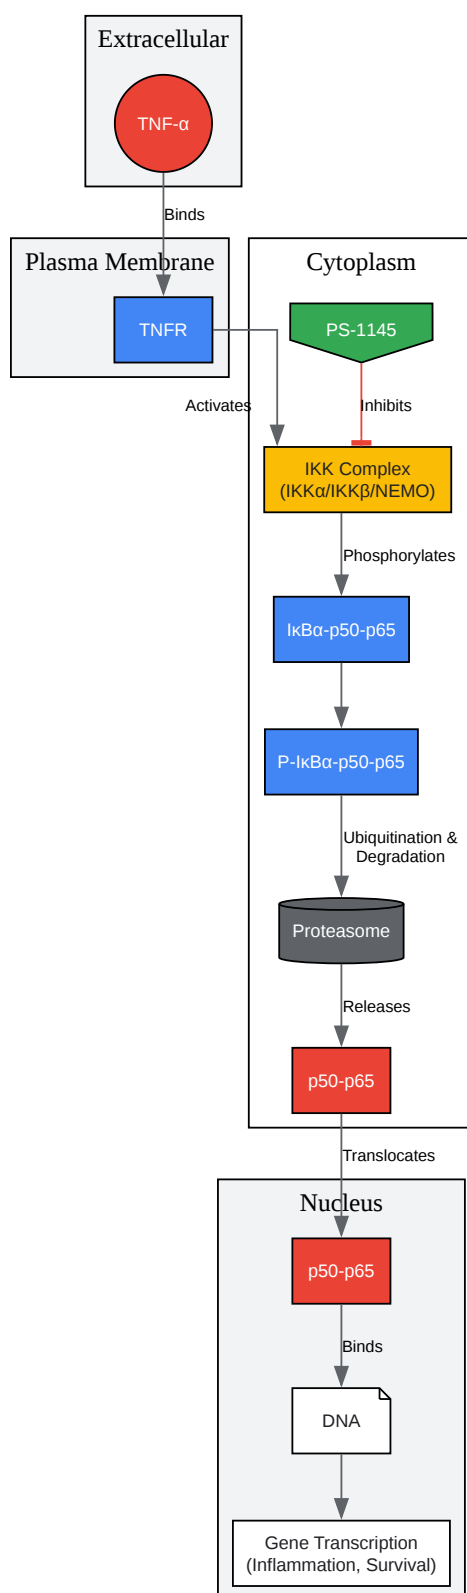 Extracellular
TNF-α
Binds
Plasma Membrane
TNFR
Cytoplasm
PS-1145
Activates
Inhibits
IKK Complex
(IKKα/IKKβ/NEMO)
Phosphorylates
IκBα-p50-p65
P-IκBα-p50-p65
Ubiquitination &
Degradation
Proteasome
Releases
p50-p65
Translocates
Nucleus
p50-p65
Binds
DNA
Gene Transcription
(Inflammation, Survival)